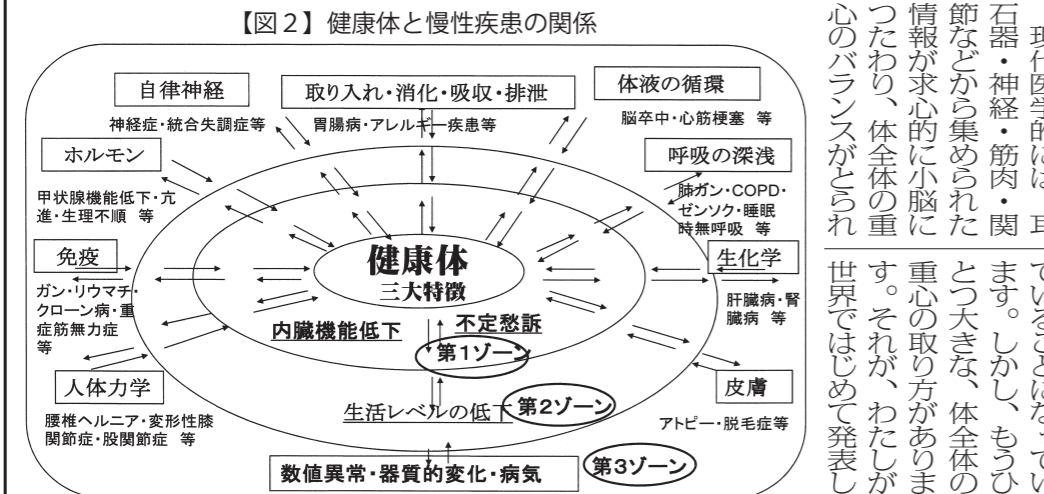 【図2】健康体と慢性疾患の関係
自律神経
神経症・統合失調症等
取り入れ・消化・吸収・排泄
胃腸病・アレルギー疾患等
体液の循環
脳卒中・心筋梗塞 等
ホルモン
甲状腺機能低下・亢
進・生理不順 等
呼吸の深浅
肺ガン・COPD・
ゼンソク・睡眠
時無呼吸 等
免疫
ガン・リウマチ・
クローン病・重
症筋無力症
等
健康体
三大特徴
生化学
肝臓病・腎
臓病 等
内臓機能低下
不定愁訴
第1ゾーン
人体力学
腰椎ヘルニア・変形性膝
関節症・股関節症 等
生活レベルの低下
第2ゾーン
皮膚
アトピー・脱毛症等
数値異常・器質的変化・病気
第3ゾーン
現代医学的には、耳
石器・神経・筋肉・関
節などから集められた
情報が求心的に小脳に
つたわり、体全体の重
心のバランスがとられ
ていることになってい
ます。しかし、もうひ
とつ大きな、体全体の
重心の取り方がありま
す。それが、わたしが
世界ではじめて発表し